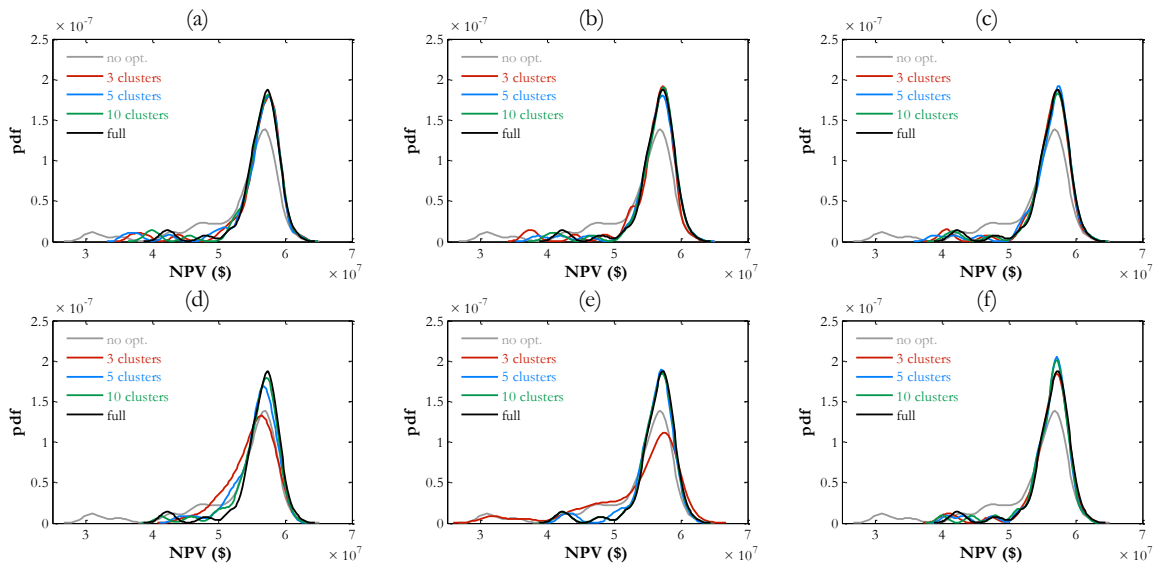 (a)
× 10⁻⁷
2.5
2
1.5
1
0.5
0
pdf
no opt.
3 clusters
5 clusters
10 clusters
full
3 4 5 6 7
NPV ($)
× 10⁷
(b)
× 10⁻⁷
2.5
2
1.5
1
0.5
0
pdf
no opt.
3 clusters
5 clusters
10 clusters
full
3 4 5 6 7
NPV ($)
× 10⁷
(c)
× 10⁻⁷
2.5
2
1.5
1
0.5
0
pdf
no opt.
3 clusters
5 clusters
10 clusters
full
3 4 5 6 7
NPV ($)
× 10⁷
(d)
× 10⁻⁷
2.5
2
1.5
1
0.5
0
pdf
no opt.
3 clusters
5 clusters
10 clusters
full
3 4 5 6 7
NPV ($)
× 10⁷
(e)
× 10⁻⁷
2.5
2
1.5
1
0.5
0
pdf
no opt.
3 clusters
5 clusters
10 clusters
full
3 4 5 6 7
NPV ($)
× 10⁷
(f)
× 10⁻⁷
2.5
2
1.5
1
0.5
0
pdf
no opt.
3 clusters
5 clusters
10 clusters
full
3 4 5 6 7
NPV ($)
× 10⁷